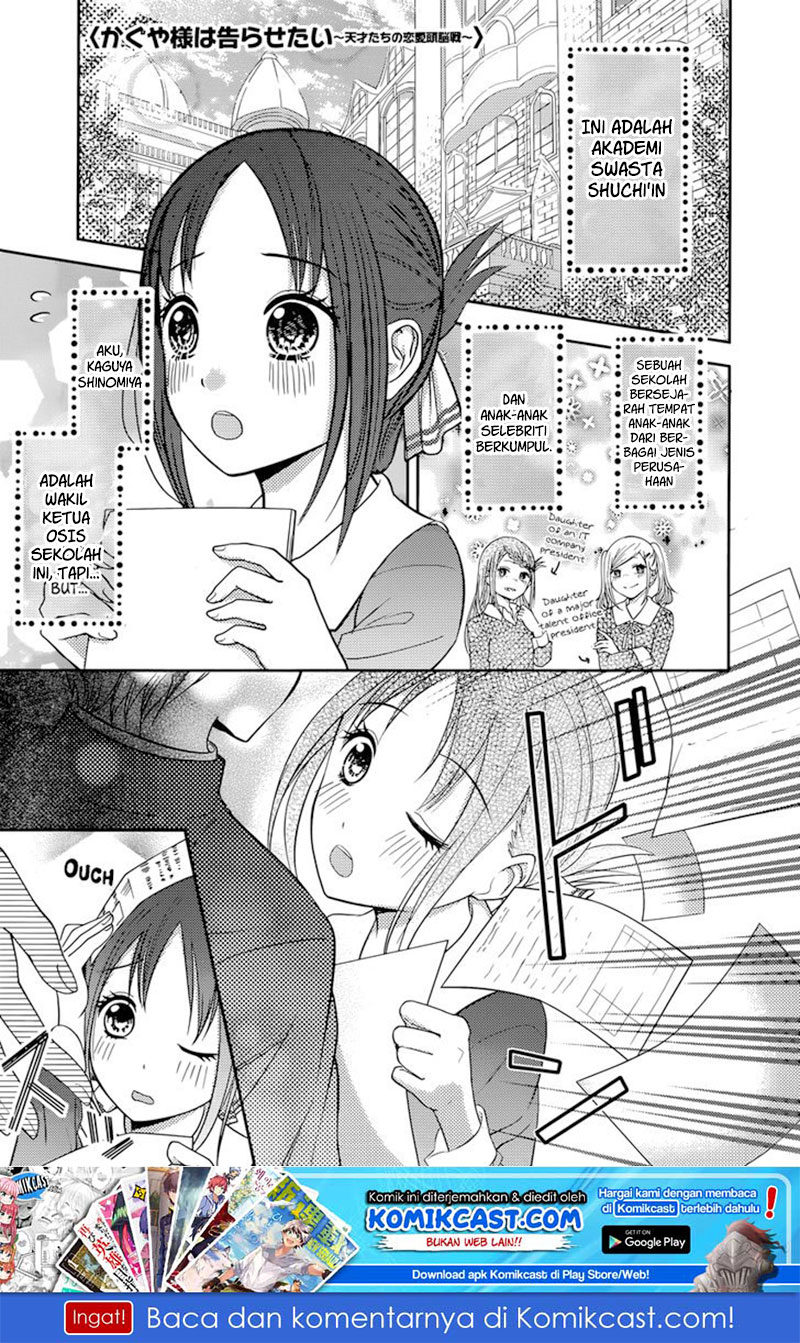 〈かぐや様は告らせたい~天才たちの恋愛頭脳戦~〉
INI ADALAH
AKADEMI
SWASTA
SHUCHI'IN
SEBUAH
SEKOLAH
BERSEJA-
RAH TEMPAT
ANAK-ANAK
DARI BER-
BAGAI JENIS
PERUSA-
HAAN
DAN
ANAK-ANAK
SELEBRITI
BERKUMPUL.
Daughter
of an IT
company
president
Daughter
of a major
talent office
president
AKU,
KAGUYA
SHINOMIYA
ADALAH
WAKIL
KETUA
OSIS
SEKOLAH
INI, TAPI...
BUT...
ドンッ
OUCH
Komik ini diterjemahkan & diedit oleh
KOMIKCAST.COM
BUKAN WEB LAIN!!
Hargai kami dengan membaca
di Komikcast terlebih dahulu !
GET IT ON
Google Play
Download apk Komikcast di Play Store/Web!
Ingat! Baca dan komentarnya di Komikcast.com!